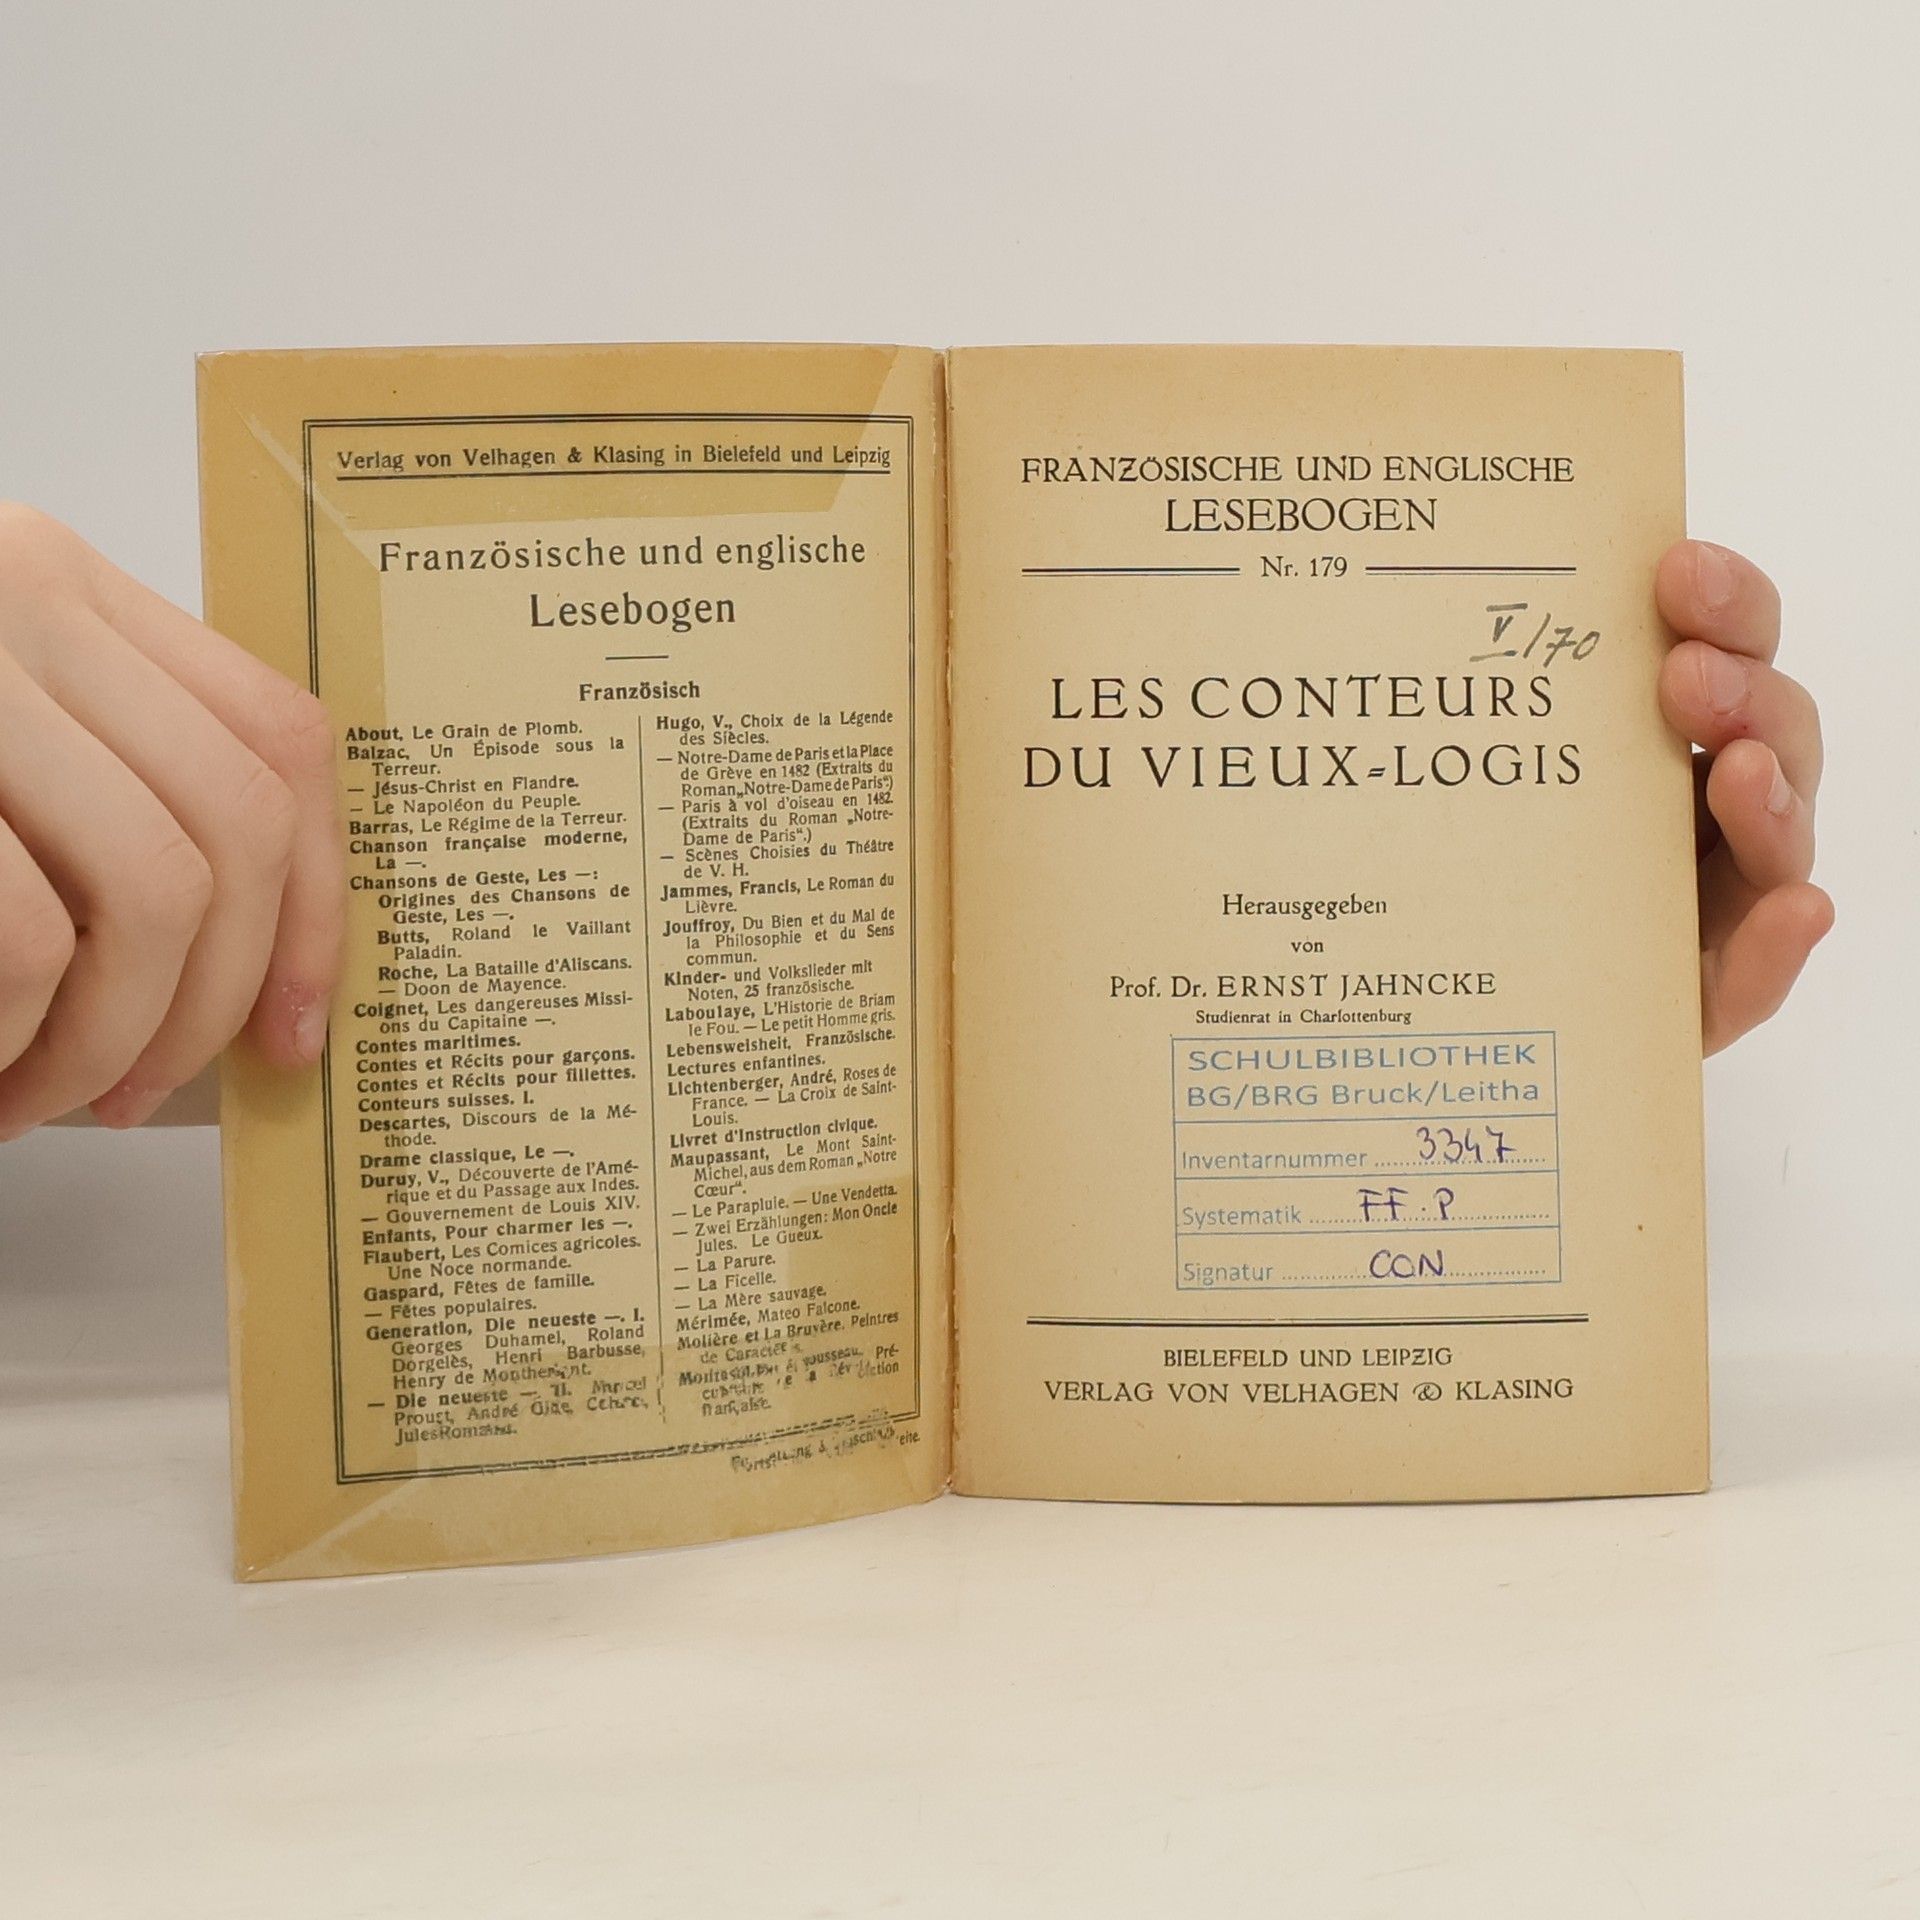 Verlag von Velhagen & Klasing in Bielefeld und Leipzig
Französische und englische
Lesebogen
Französisch
About, Le Grain de Plomb.
Balzac, Un Épisode sous la
Terreur.
— Jésus-Christ en Flandre.
— Le Napoléon du Peuple.
Barras, Le Régime de la Terreur.
Chanson française moderne,
La —.
Chansons de Geste, Les —:
Origines des Chansons de
Geste, Les —.
Butts, Roland le Vaillant
Paladin.
Roche, La Bataille d'Aliscans.
— Doon de Mayence.
Coignet, Les dangereuses Missi-
ons du Capitaine —.
Contes maritimes.
Contes et Récits pour garçons.
Contes et Récits pour fillettes.
Conteurs suisses. I.
Descartes, Discours de la Mé-
thode.
Drame classique, Le —.
Duruy, V., Découverte de l'Amé-
rique et du Passage aux Indes.
— Gouvernement de Louis XIV.
Enfants, Pour charmer les —.
Flaubert, Les Comices agricoles.
Une Noce normande.
Gaspard, Fêtes de famille.
— Fêtes populaires.
Generation, Die neueste —. I.
Georges Duhamel, Roland
Dorgelès, Henri Barbusse,
Henry de Montherlant.
— Die neueste — II. Marcel
Proust, André Gide,
Jules Romains.
Hugo, V., Choix de la Légende
des Siècles.
— Notre-Dame de Paris et la Place
de Grève en 1482 (Extraits du
Roman „Notre-Dame de Paris“.)
— Paris à vol d'oiseau en 1482.
(Extraits du Roman „Notre-
Dame de Paris“.)
— Scènes Choisies du Théâtre
de V. H.
Jammes, Francis, Le Roman du
Lièvre.
Jouffroy, Du Bien et du Mal de
la Philosophie et du Sens
commun.
Kinder- und Volkslieder mit
Noten, 25 französische.
Laboulaye, L'Historie de Briam
le Fou. — Le petit Homme gris.
Lebensweisheit, Französische.
Lectures enfantines.
Lichtenberger, André, Roses de
France. — La Croix de Saint-
Louis.
Livret d'Instruction civique.
Maupassant, Le Mont Saint-
Michel, aus dem Roman „Notre
Cœur“.
— Le Parapluie. — Une Vendetta.
— Zwei Erzählungen: Mon Oncle
Jules. Le Gueux.
— La Parure.
— La Ficelle.
— La Mère sauvage.
Mérimée, Mateo Falcone.
Molière et La Bruyère, Peintres
de Caractères.
Pré-
FRANZÖSISCHE UND ENGLISCHE
LESEBOGEN
Nr. 179
V/70
LES CONTEURS
DU VIEUX-LOGIS
Herausgegeben
von
Prof. Dr. ERNST JAHNCKE
Studienrat in Charlottenburg
SCHULBIBLIOTHEK
BG/BRG Bruck/Leitha
Inventarnummer 3347
Systematik FF.P
Signatur CON
BIELEFELD UND LEIPZIG
VERLAG VON VELHAGEN & KLASING